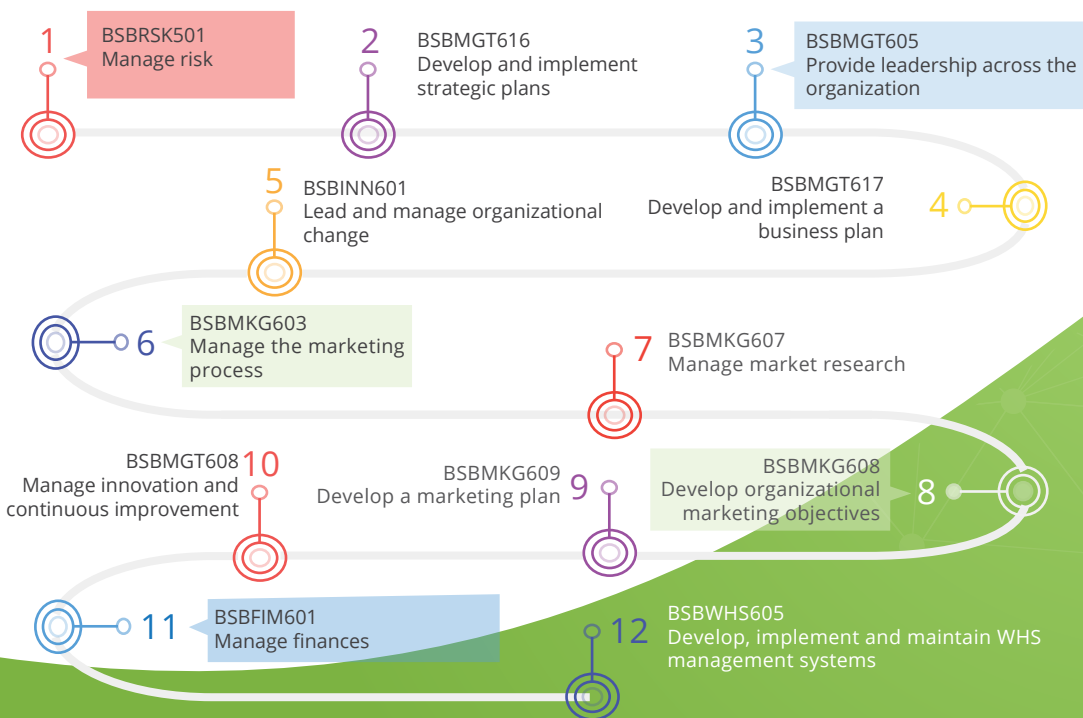 1
BSBRSK501
Manage risk
2
BSBMGT616
Develop and implement
strategic plans
3
BSBMGT605
Provide leadership across the
organization
4
BSBMGT617
Develop and implement a
business plan
5
BSBINN601
Lead and manage organizational
change
6
BSBMKG603
Manage the marketing
process
7
BSBMKG607
Manage market research
8
BSBMKG608
Develop organizational
marketing objectives
9
BSBMKG609
Develop a marketing plan
10
BSBMGT608
Manage innovation and
continuous improvement
11
BSBFIM601
Manage finances
12
BSBWHS605
Develop, implement and maintain WHS
management systems